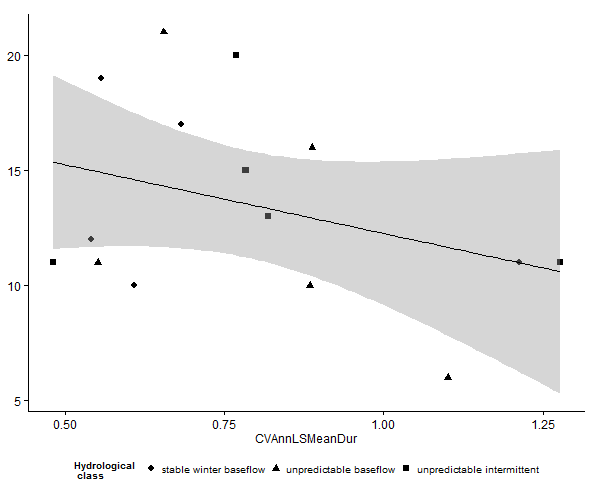 20
15
10
5
0.50 0.75 1.00 1.25
CVAnnLSMeanDur
Hydrological
class
stable winter baseflow unpredictable baseflow unpredictable intermittent